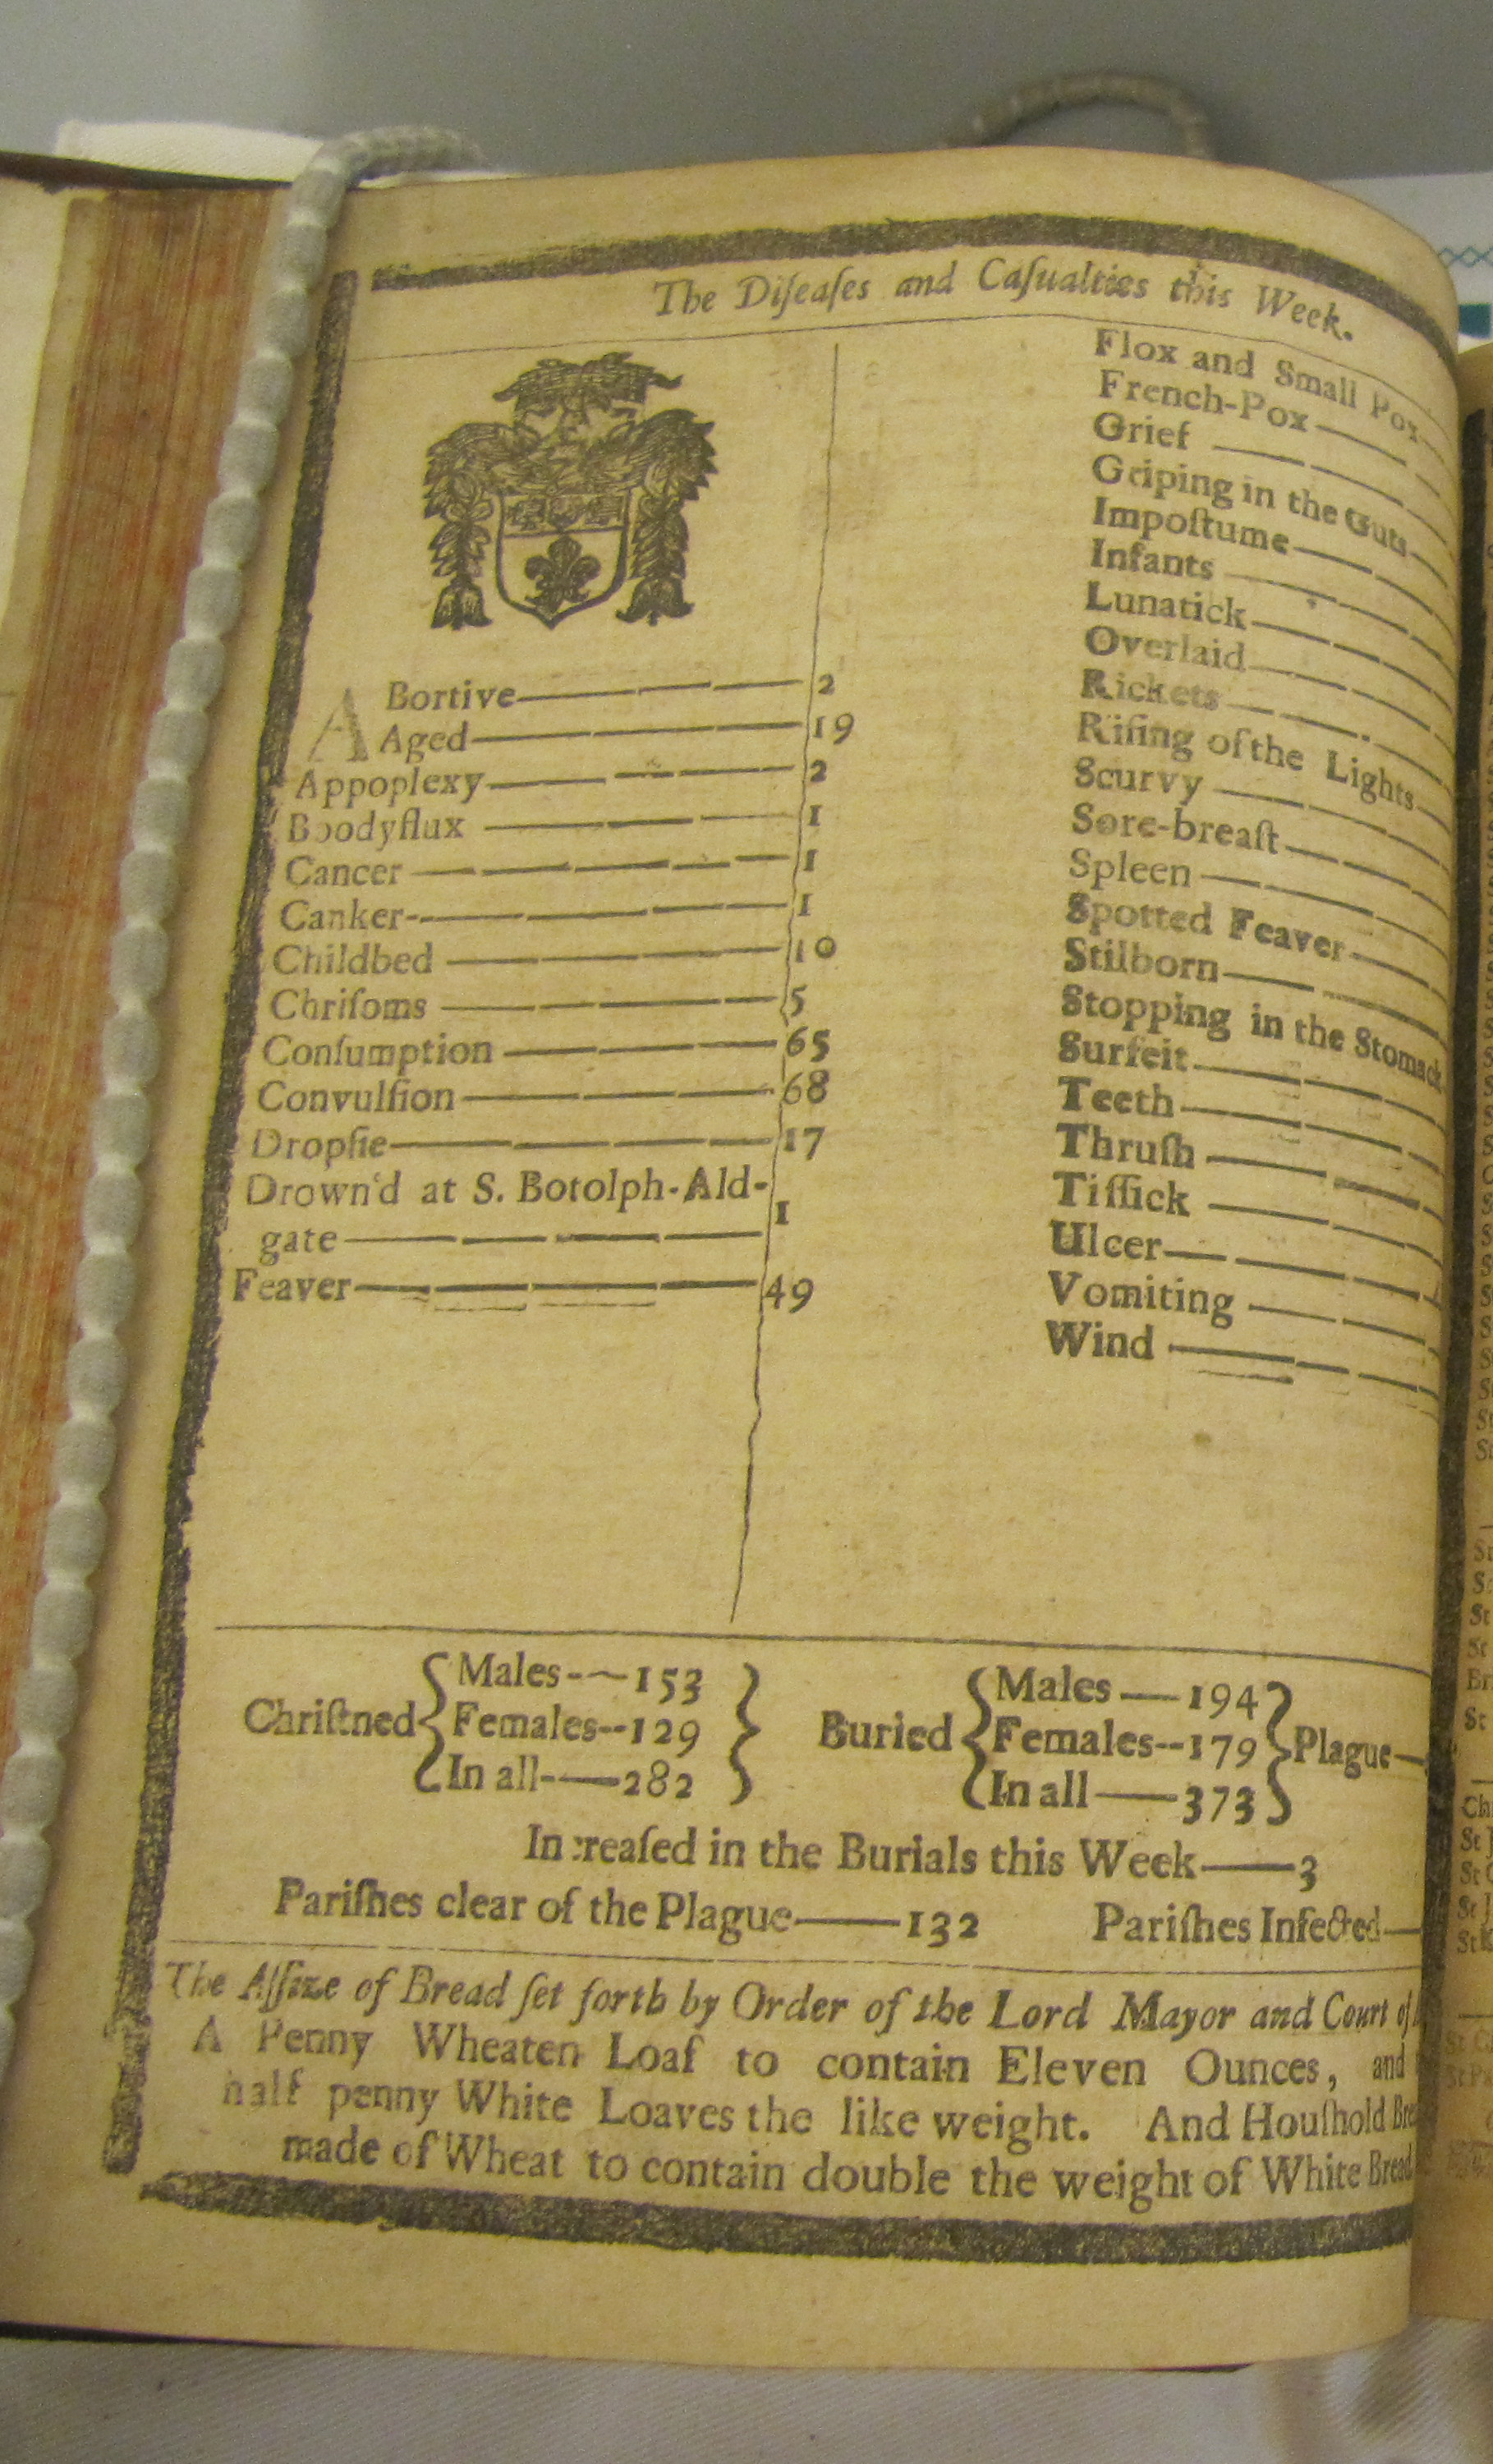 The Diſeaſes and Caſualties this Week.
A Bortive 2
Aged 19
Appoplexy 2
Boodyflux 1
Cancer 1
Canker 1
Childbed 10
Chriſoms 5
Conſumption 65
Convulſion 68
Dropſie 17
Drown'd at S. Botolph-Ald-
gate 1
Feaver 49
Flox and Small Pox
French-Pox
Grief
Griping in the Guts
Impoſtume
Infants
Lunatick
Overlaid
Rickets
Riſing of the Lights
Scurvy
Sore-breaſt
Spleen
Spotted Feaver
Stilborn
Stopping in the Stomack
Surfeit
Teeth
Thruſh
Tiſſick
Ulcer
Vomiting
Wind
Chriſtned
Males 153
Females 129
In all 282
Buried
Males 194
Females 179
In all 373
Plague
Increaſed in the Burials this Week 3
Pariſhes clear of the Plague 132 Pariſhes Infected
The Aſſize of Bread ſet forth by Order of the Lord Mayor and Court of
A Penny Wheaten Loaf to contain Eleven Ounces, and
half penny White Loaves the like weight. And Houſhold
made of Wheat to contain double the weight of White Bread